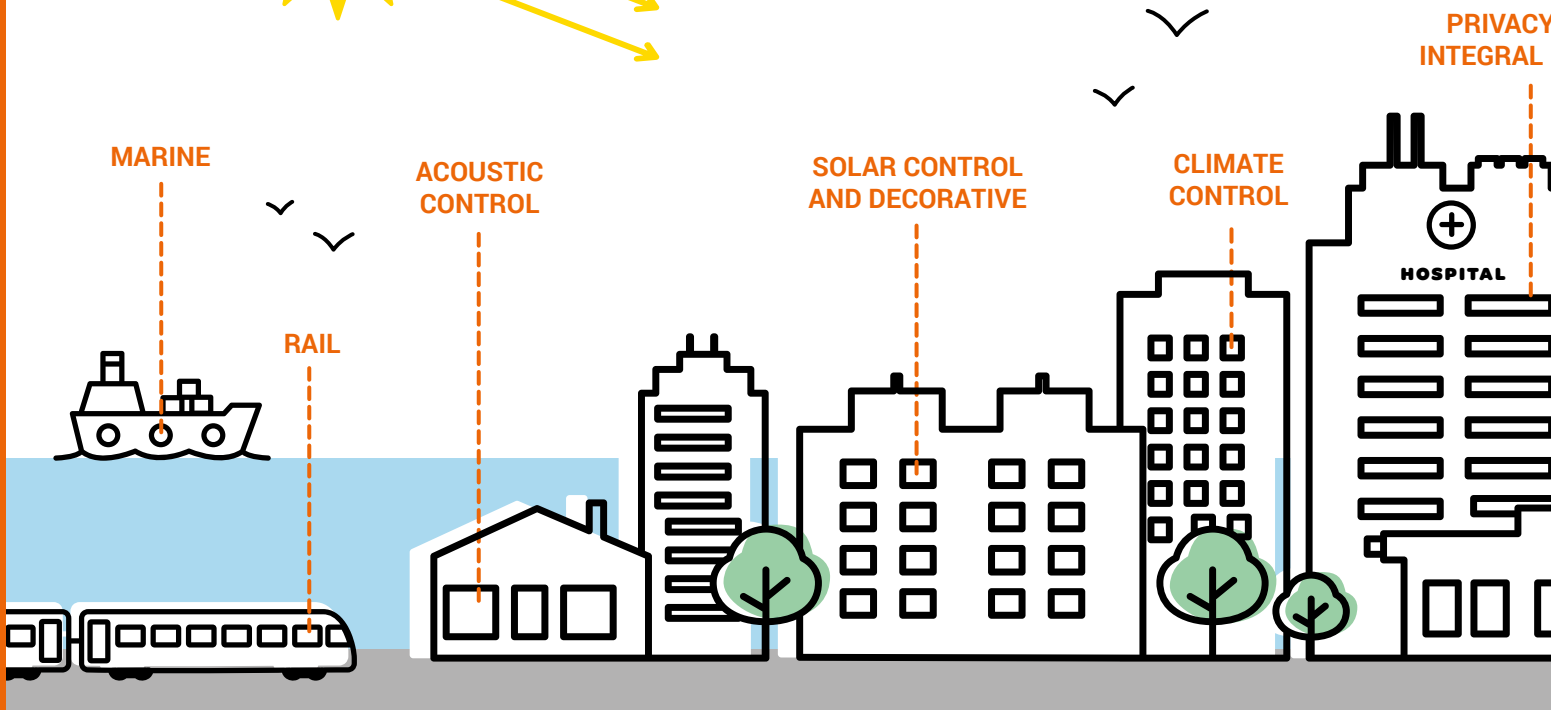 PRIVACY
INTEGRAL
MARINE
ACOUSTIC
CONTROL
SOLAR CONTROL
AND DECORATIVE
CLIMATE
CONTROL
HOSPITAL
RAIL